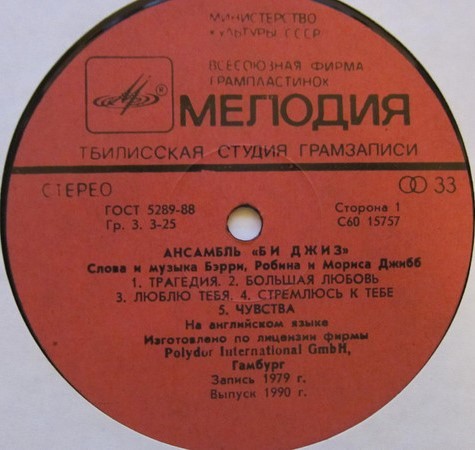 МИНИСТЕРСТВО
КУЛЬТУРЫ СССР
ВСЕСОЮЗНАЯ ФИРМА
ГРАМПЛАСТИНОК
® МЕЛОДИЯ
ТБИЛИССКАЯ СТУДИЯ ГРАМЗАПИСИ
СТЕРЕО 33
ГОСТ 5289-88 Сторона 1
Гр. 3. 3-25 С60 15757
АНСАМБЛЬ «БИ ДЖИЗ»
Слова и музыка Бэрри, Робина и Мориса Джибб
1. ТРАГЕДИЯ. 2. БОЛЬШАЯ ЛЮБОВЬ
3. ЛЮБЛЮ ТЕБЯ. 4. СТРЕМЛЮСЬ К ТЕБЕ
5. ЧУВСТВА
На английском языке
Изготовлено по лицензии фирмы
Polydor International GmbH,
Гамбург
Запись 1979 г.
Выпуск 1990 г.